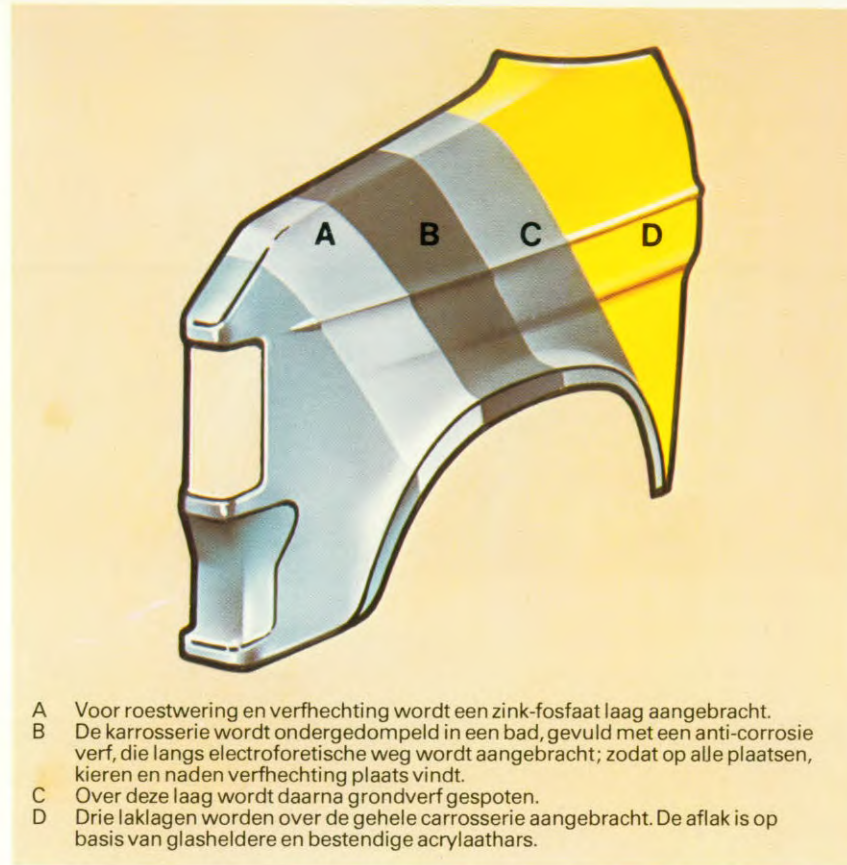 A B C D
A Voor roestwering en verfhechting wordt een zink-fosfaat laag aangebracht.
B De karrosserie wordt ondergedompeld in een bad, gevuld met een anti-corrosie
verf, die langs electroforetische weg wordt aangebracht; zodat op alle plaatsen,
kieren en naden verfhechting plaats vindt.
C Over deze laag wordt daarna grondverf gespoten.
D Drie laklagen worden over de gehele carrosserie aangebracht. De aflak is op
basis van glasheldere en bestendige acrylaathars.